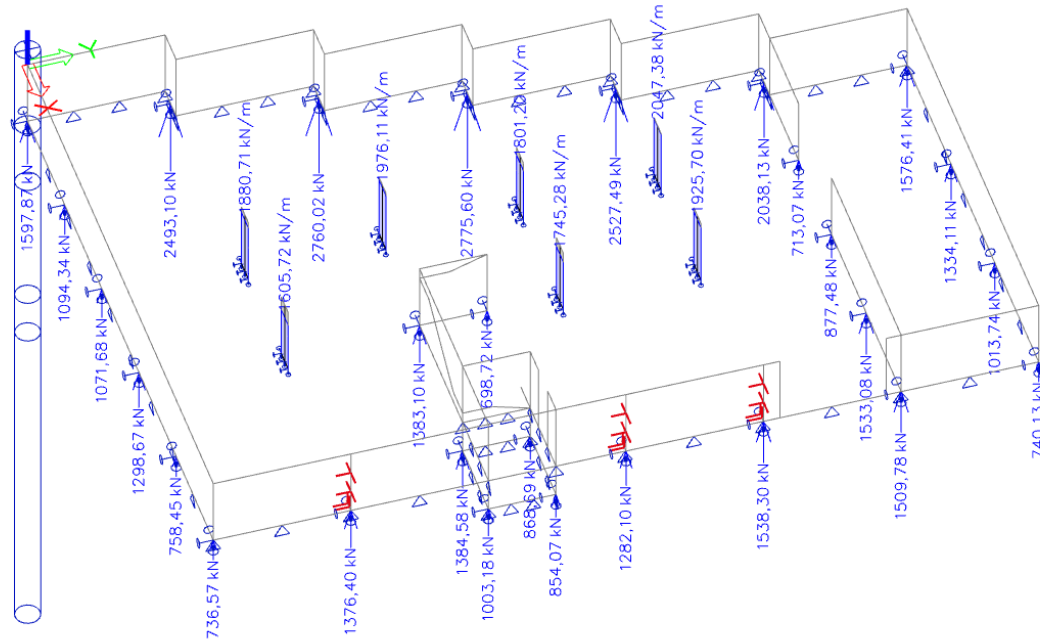 Y
X
1597,87 kN
2493,10 kN
2760,02 kN
2775,60 kN
2527,49 kN
2038,13 kN
713,07 kN
1576,41 kN
1094,34 kN
1071,68 kN
1298,67 kN
758,45 kN
736,57 kN
1880,71 kN/m
1976,11 kN/m
1801,20 kN/m
2047,38 kN/m
1605,72 kN/m
1745,28 kN/m
1925,70 kN/m
1334,11 kN
1013,74 kN
740,13 kN
877,48 kN
1533,08 kN
1509,78 kN
1383,10 kN
698,72 kN
1376,40 kN
1384,58 kN
1003,18 kN
868,69 kN
854,07 kN
1282,10 kN
1538,30 kN